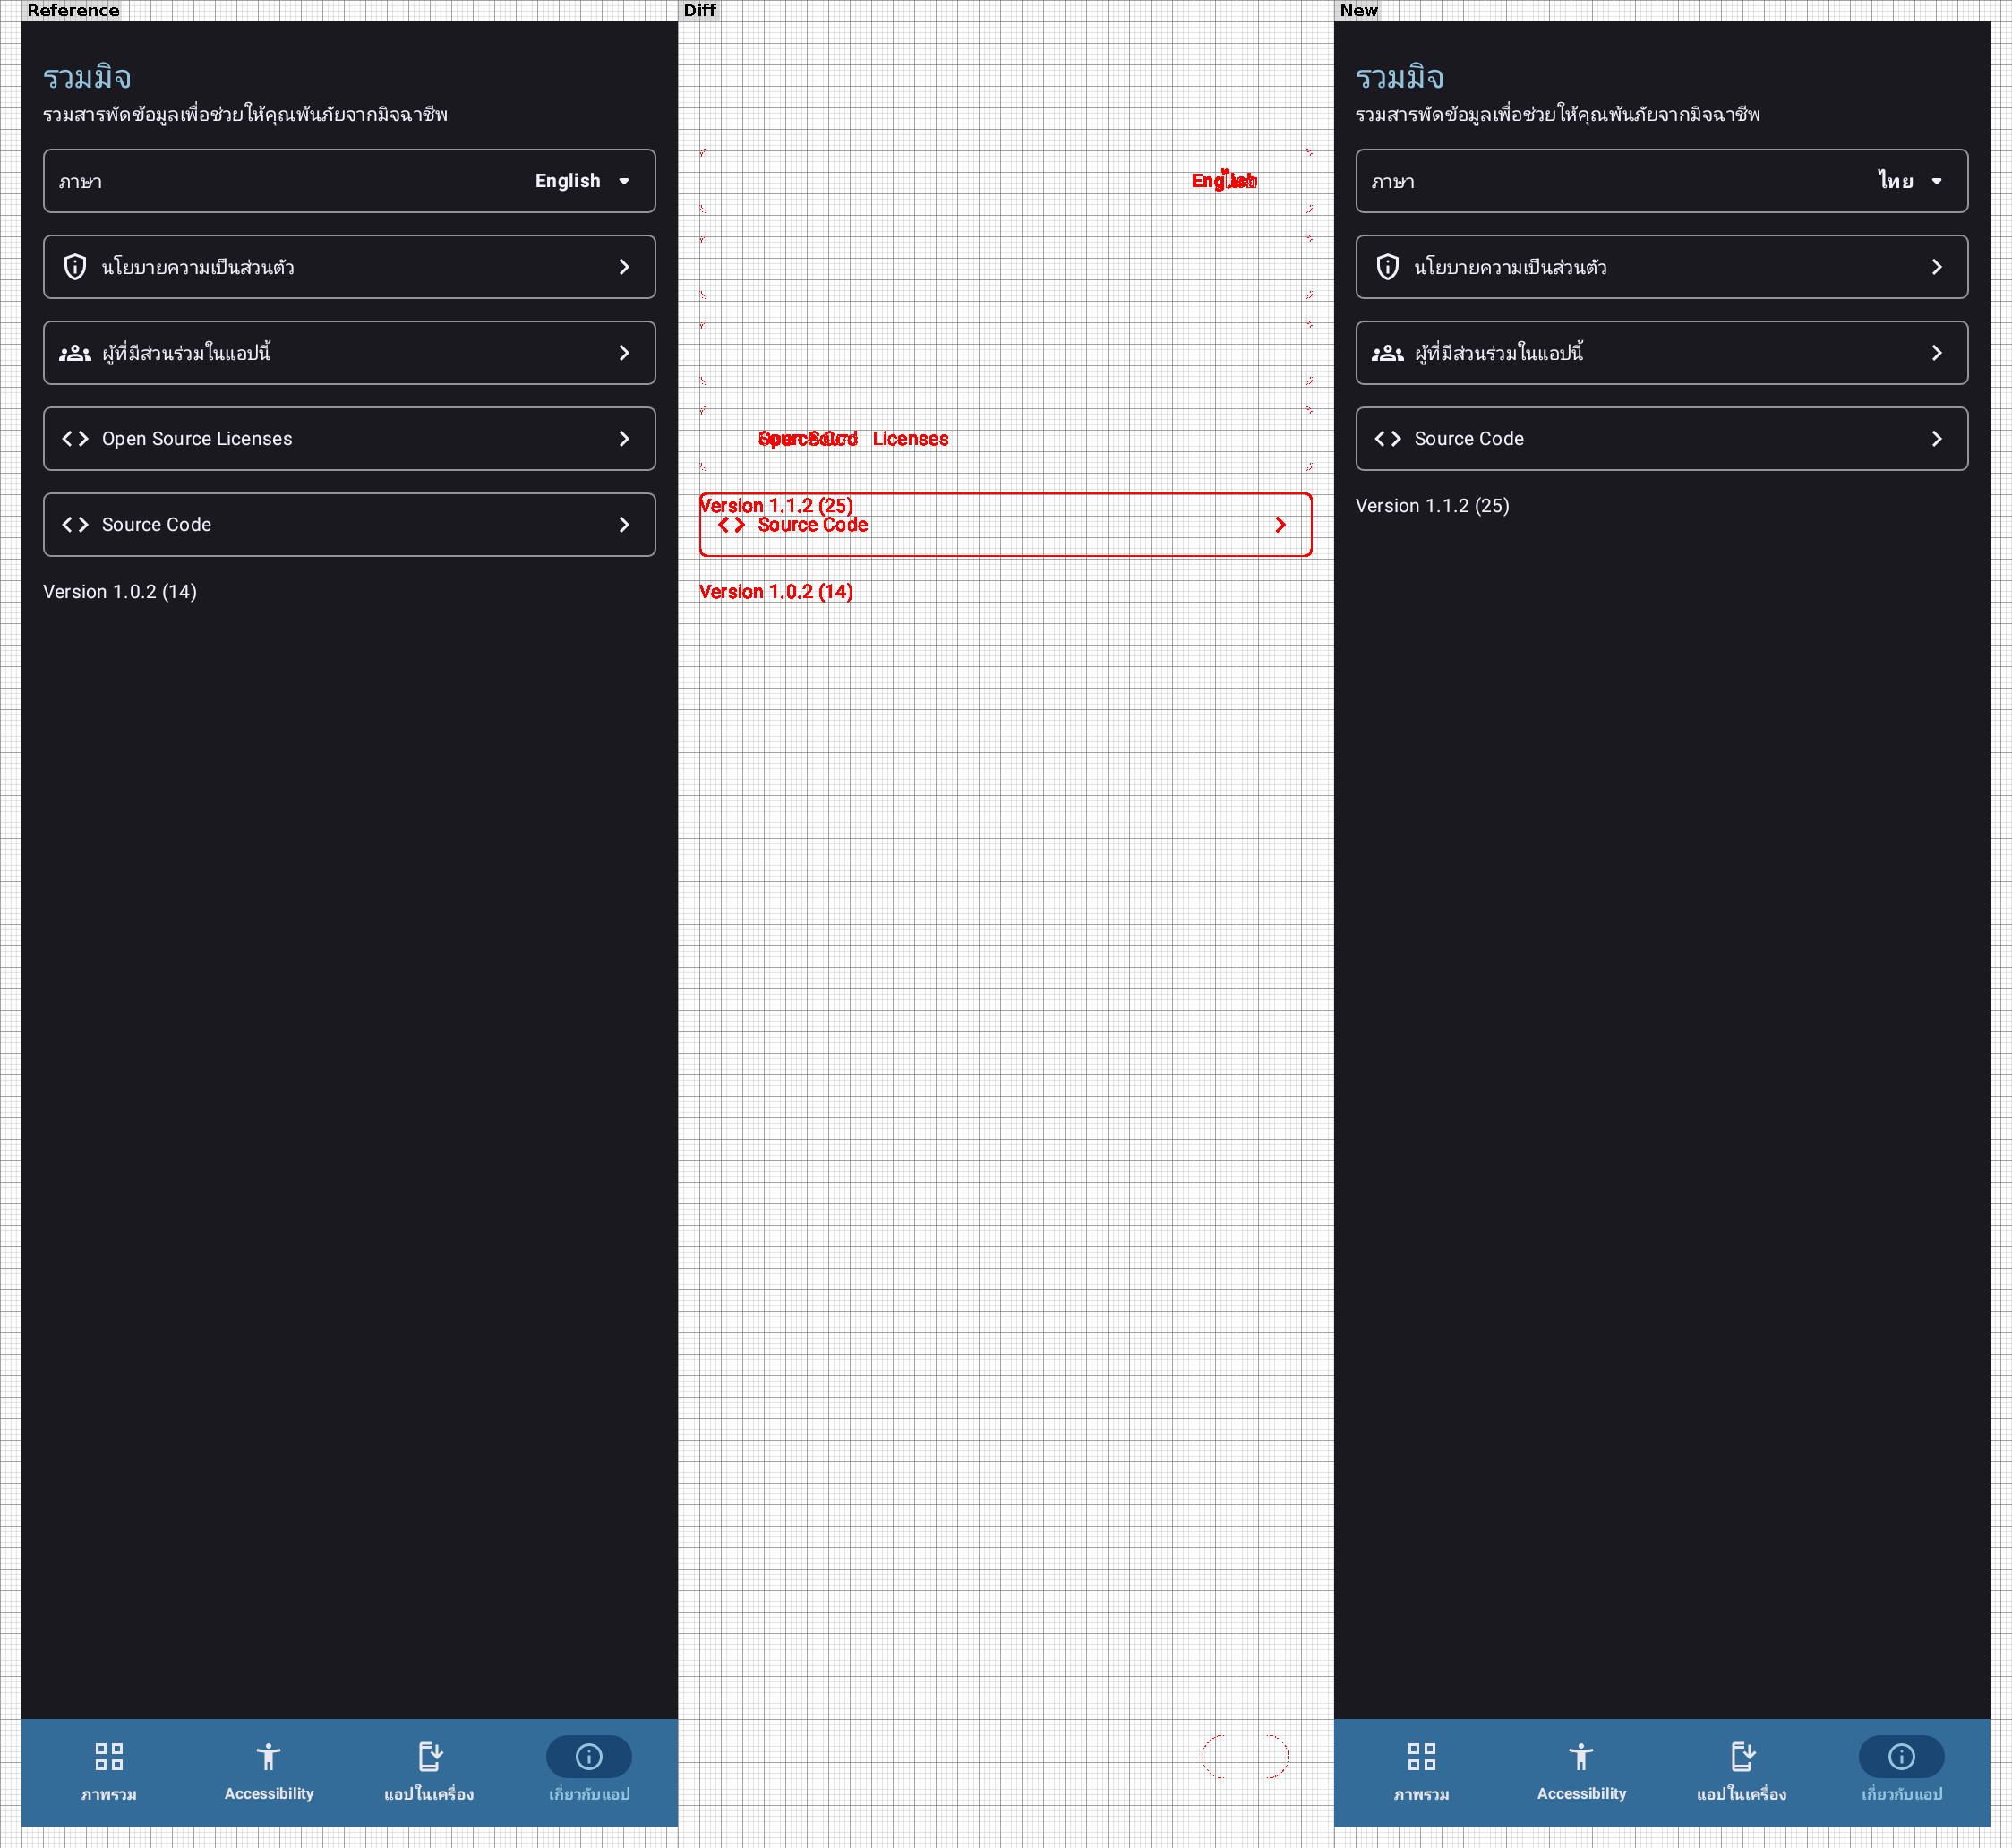 Reference
รวมมิจ
รวมสารพัดข้อมูลเพื่อช่วยให้คุณพ้นภัยจากมิจฉาชีพ
ภาษา English
นโยบายความเป็นส่วนตัว
ผู้ที่มีส่วนร่วมในแอปนี้
Open Source Licenses
Source Code
Version 1.0.2 (14)
ภาพรวม Accessibility แอปในเครื่อง เกี่ยวกับแอป
Diff
English
Licenses
Version 1.1.2 (25)
Source Code
Version 1.0.2 (14)
New
รวมมิจ
รวมสารพัดข้อมูลเพื่อช่วยให้คุณพ้นภัยจากมิจฉาชีพ
ภาษา ไทย
นโยบายความเป็นส่วนตัว
ผู้ที่มีส่วนร่วมในแอปนี้
Source Code
Version 1.1.2 (25)
ภาพรวม Accessibility แอปในเครื่อง เกี่ยวกับแอป